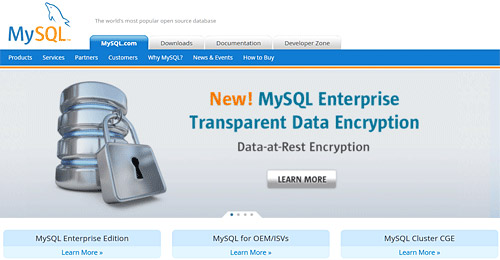 The world's most popular open source database
MySQL™
MySQL.com Downloads Documentation Developer Zone
Products Services Partners Customers Why MySQL? News & Events How to Buy
New! MySQL Enterprise
Transparent Data Encryption
Data-at-Rest Encryption
LEARN MORE
MySQL Enterprise Edition MySQL for OEM/ISVs MySQL Cluster CGE
Learn More » Learn More » Learn More »